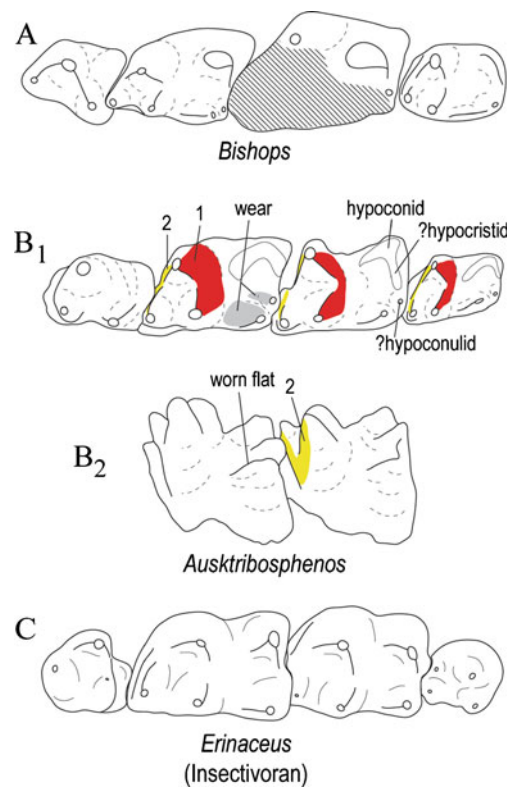 A
Bishops
B1
2
1
wear
hypoconid
?hypocristid
?hypoconulid
B2
worn flat
2
Ausktribosphenos
C
Erinaceus
(Insectivoran)